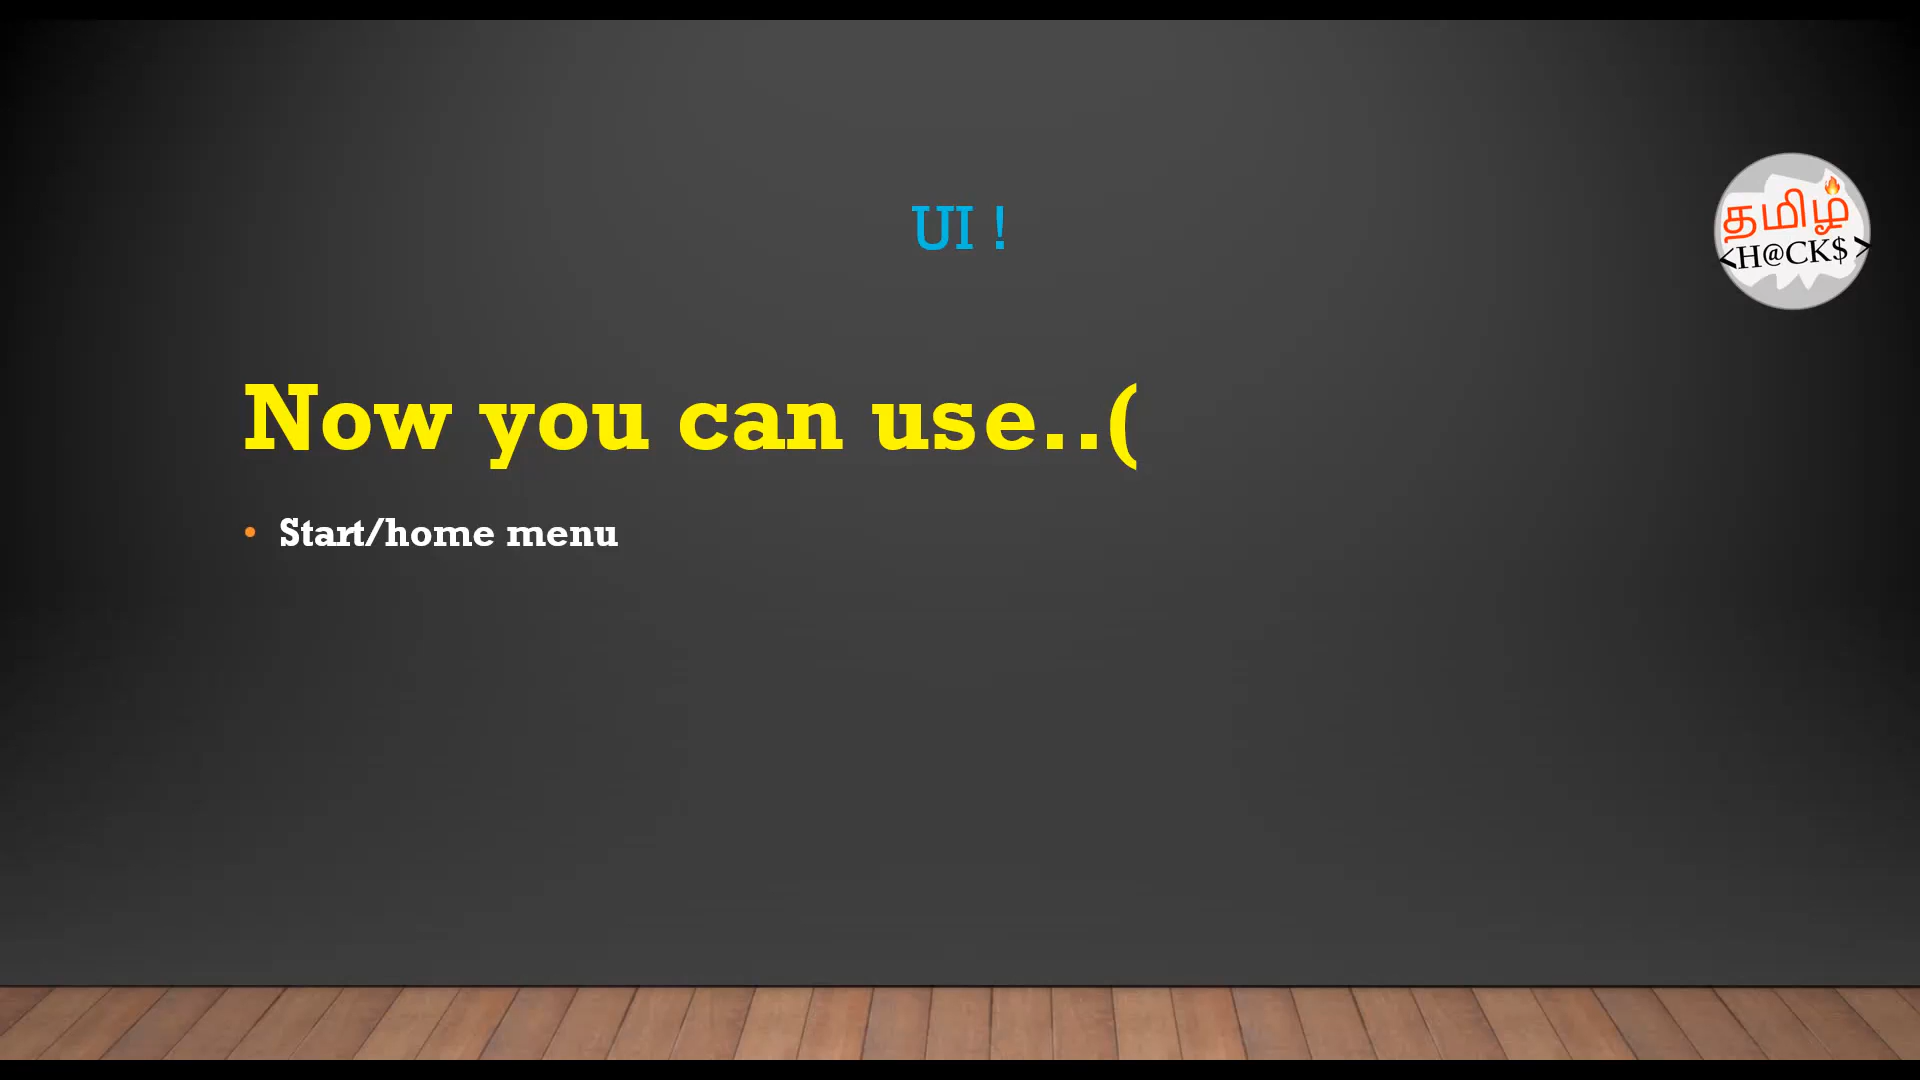 UI !
தமிழ்
<H@CK$ >
Now you can use..(
• Start/home menu